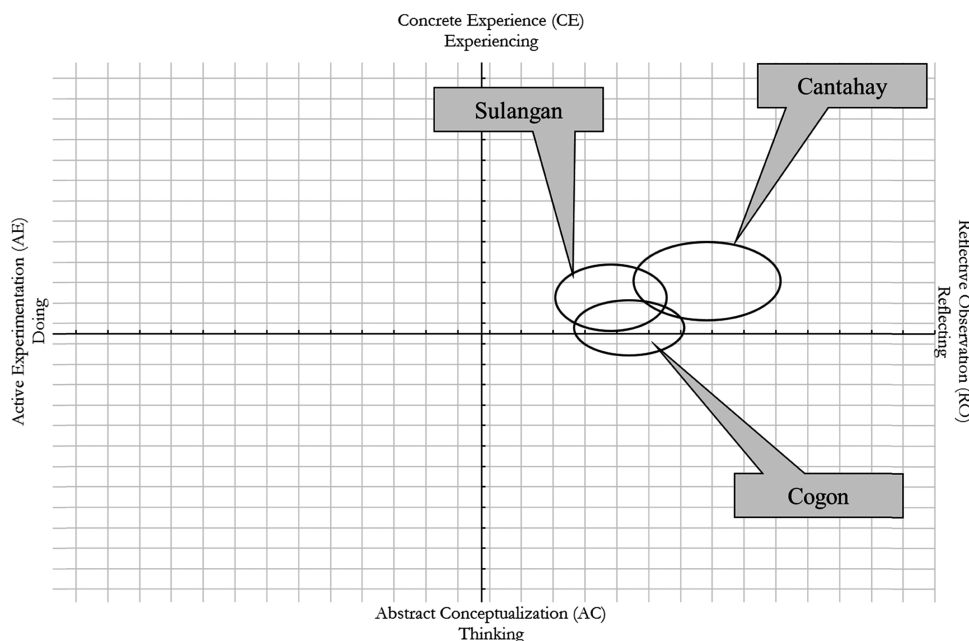 Concrete Experience (CE)
Experiencing
Cantahay
Sulangan
Active Experimentation (AE)
Doing
Reflective Observation (RO)
Reflecting
Cogon
Abstract Conceptualization (AC)
Thinking